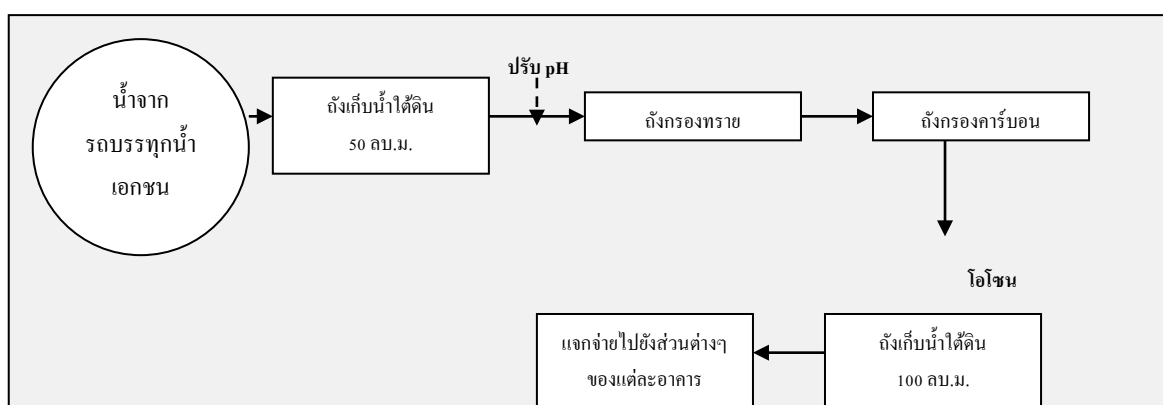 น้ำจาก
รถบรรทุกน้ำ
เอกชน
ถังเก็บน้ำใต้ดิน
50 ลบ.ม.
ปรับ pH
ถังกรองทราย
ถังกรองคาร์บอน
โอโซน
ถังเก็บน้ำใต้ดิน
100 ลบ.ม.
แจกจ่ายไปยังส่วนต่างๆ
ของแต่ละอาคาร